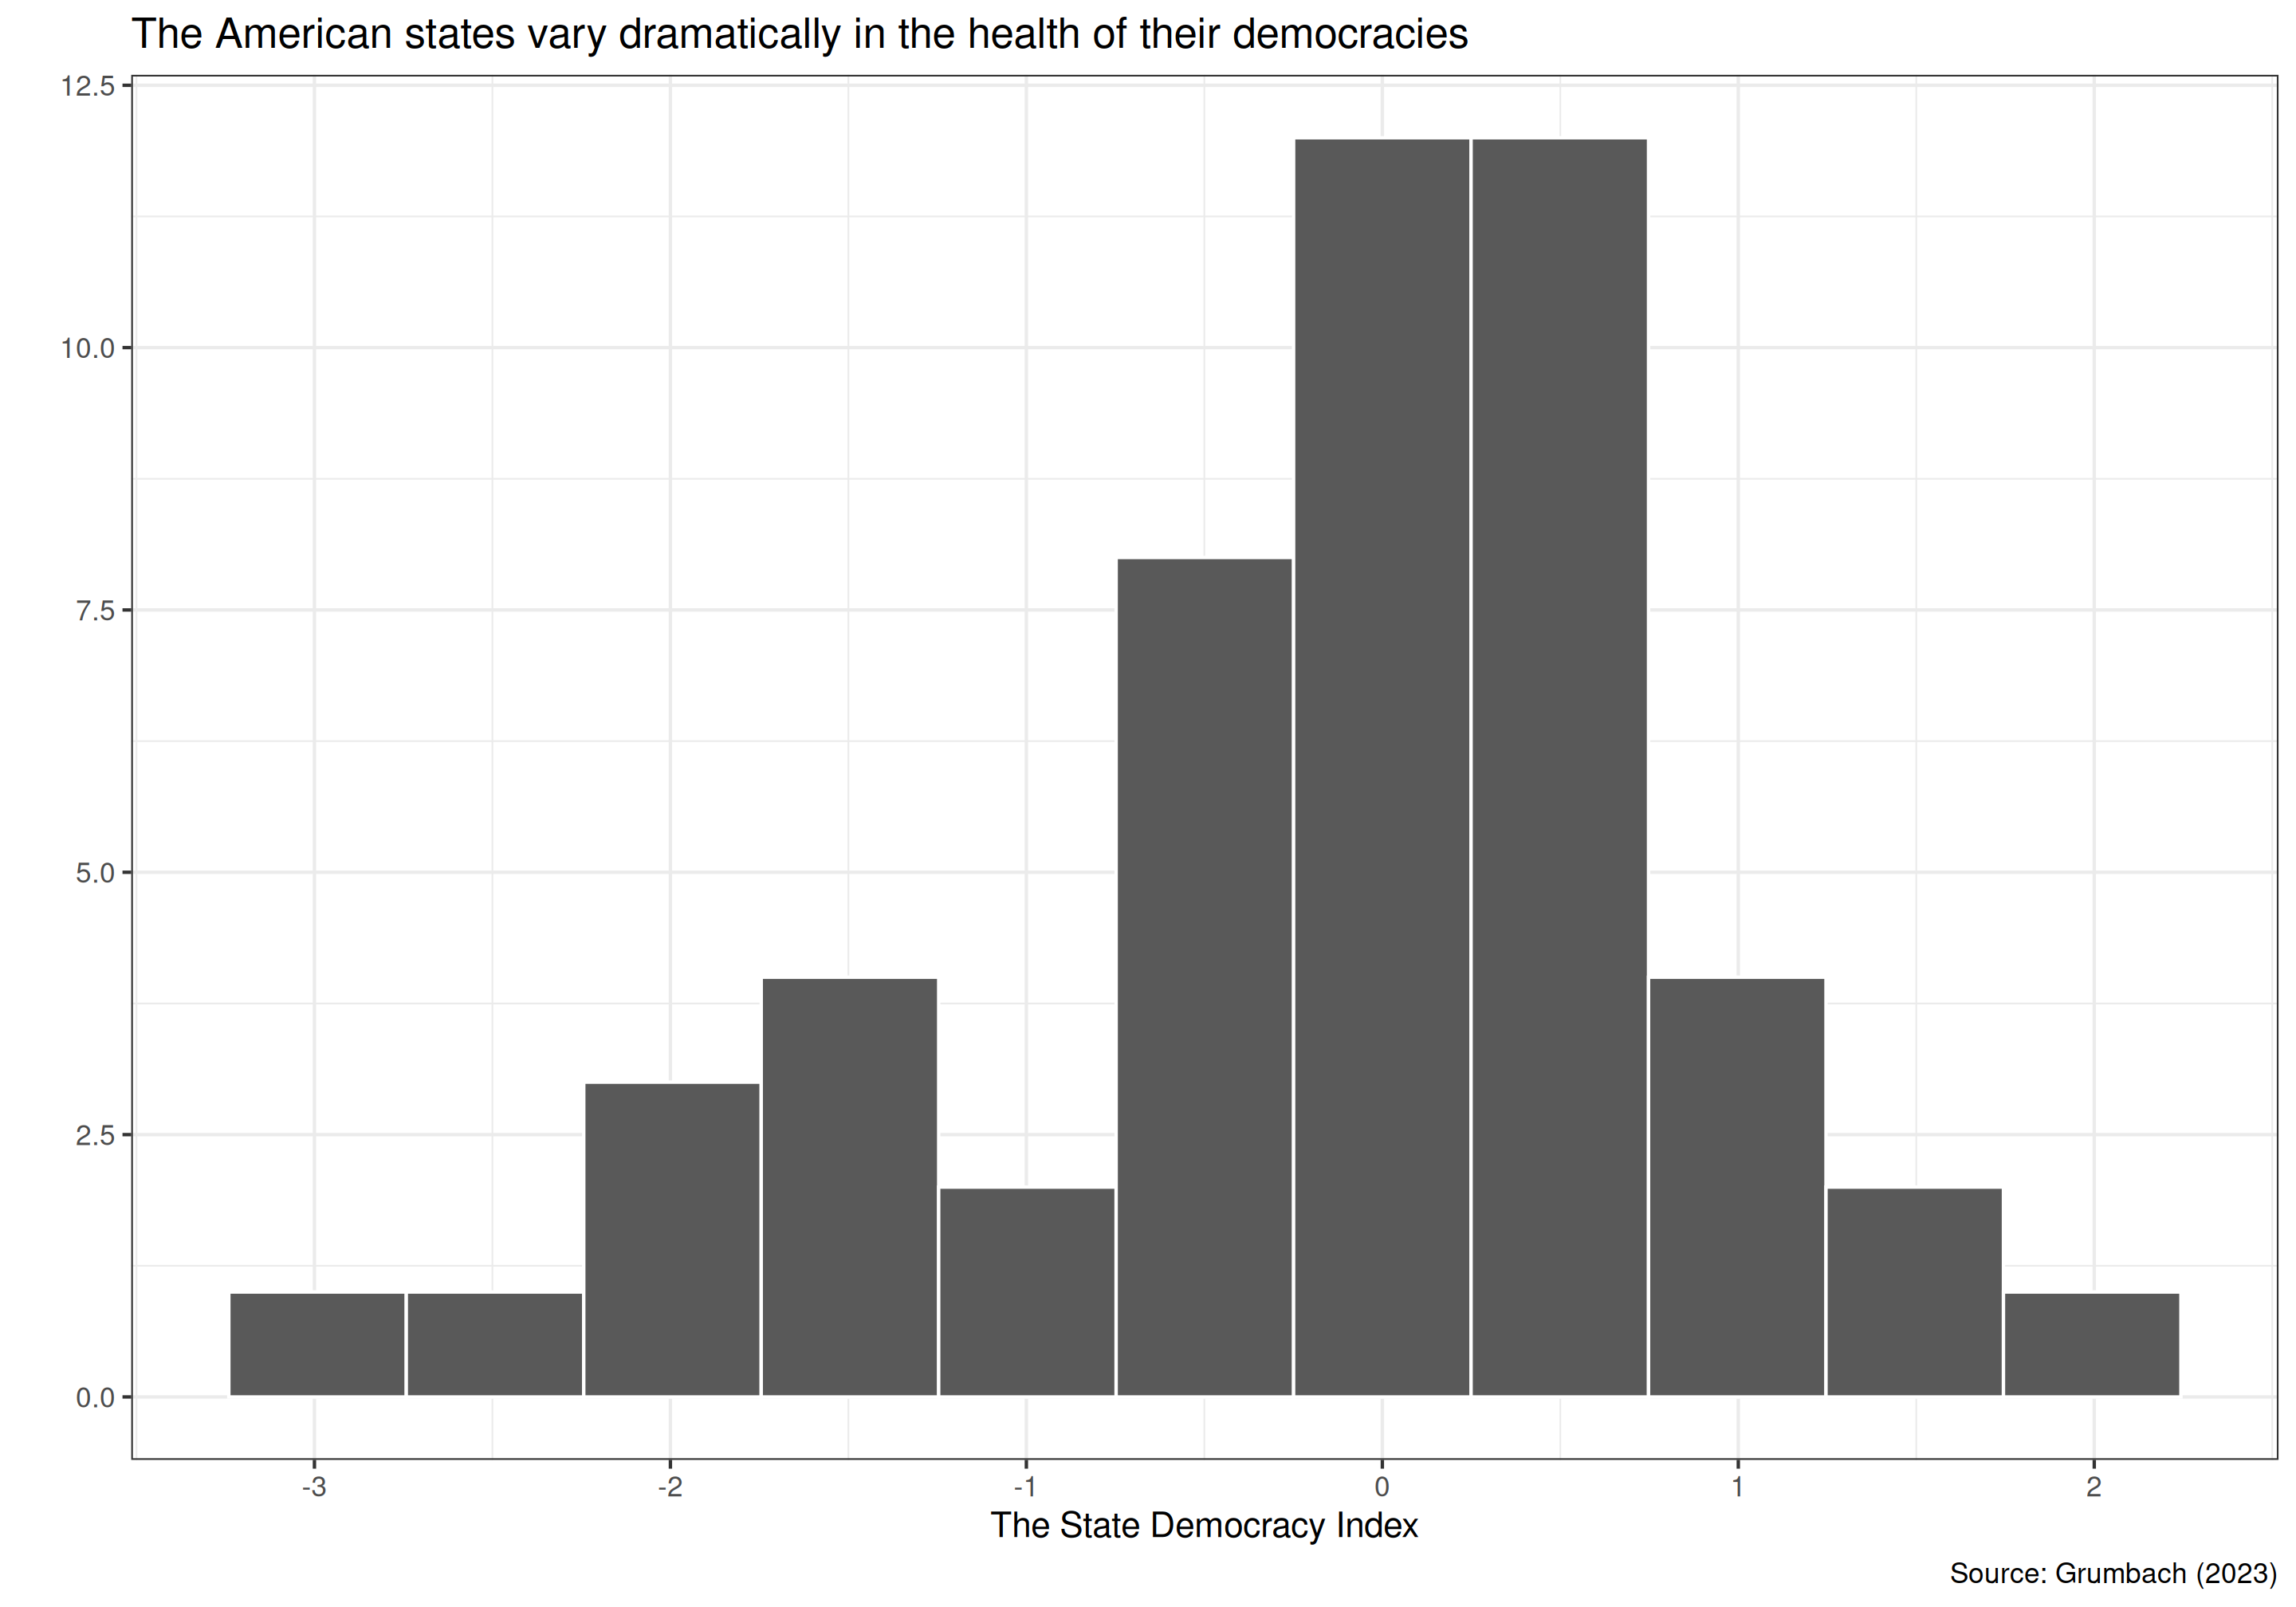 The American states vary dramatically in the health of their democracies
12.5
10.0
7.5
5.0
2.5
0.0
-3 -2 -1 0 1 2
The State Democracy Index
Source: Grumbach (2023)